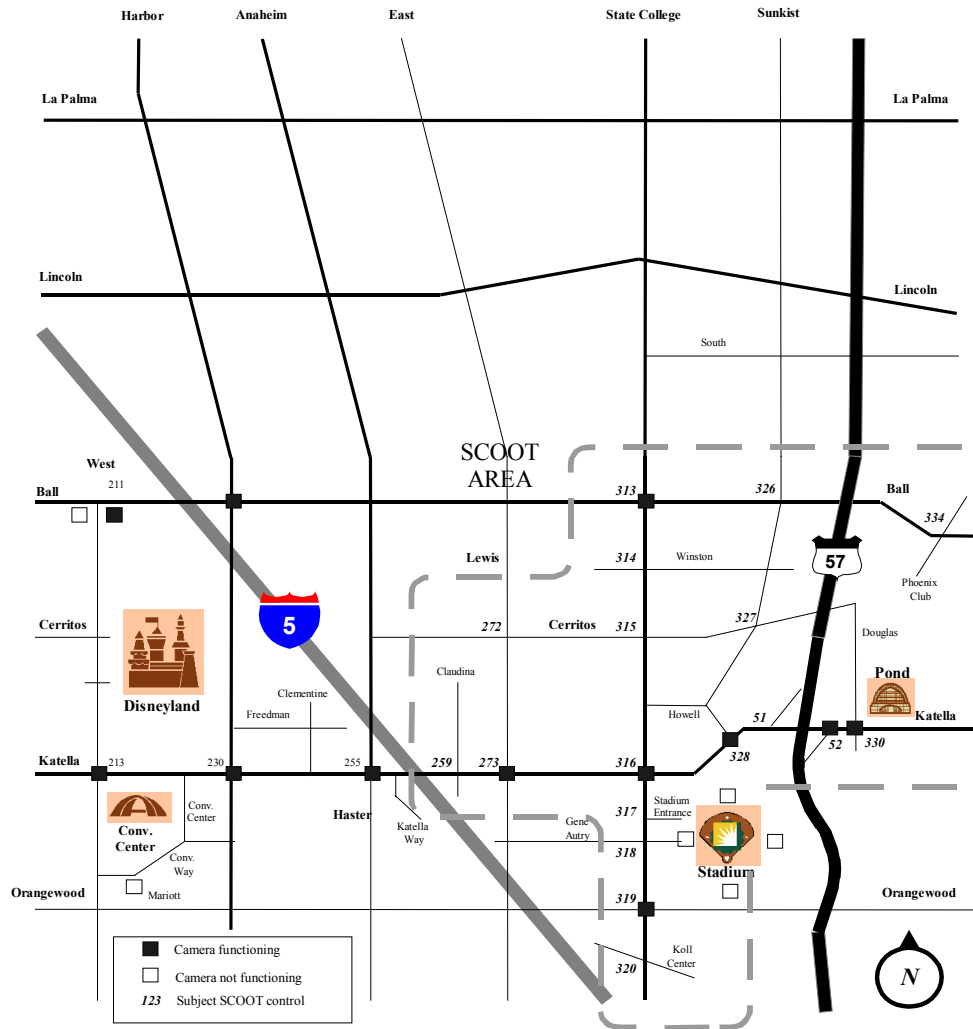 Harbor
Anaheim
East
State College
Sunkist
La Palma
La Palma
Lincoln
Lincoln
South
SCOOT
AREA
West
211
Ball
313
326
Ball
334
Lewis
314
Winston
57
Phoenix
Club
5
Cerritos
272
Cerritos
315
327
Douglas
Disneyland
Claudina
Pond
Clementine
Freedman
Howell
51
Katella
Katella
213
230
255
259
273
316
328
52
330
Conv.
Center
Conv.
Center
Haster
Katella
Way
317
Stadium
Entrance
Gene
Autry
318
Conv.
Way
Stadium
Orangewood
Mariott
319
Orangewood
Camera functioning
Camera not functioning
123 Subject SCOOT control
320
Koll
Center
N